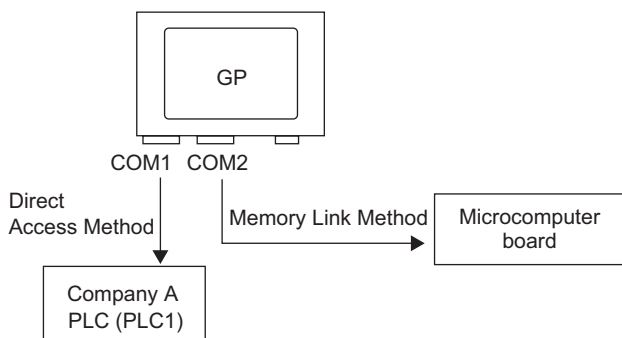 GP
COM1 COM2
Direct
Access Method
Memory Link Method
Microcomputer
board
Company A
PLC (PLC1)